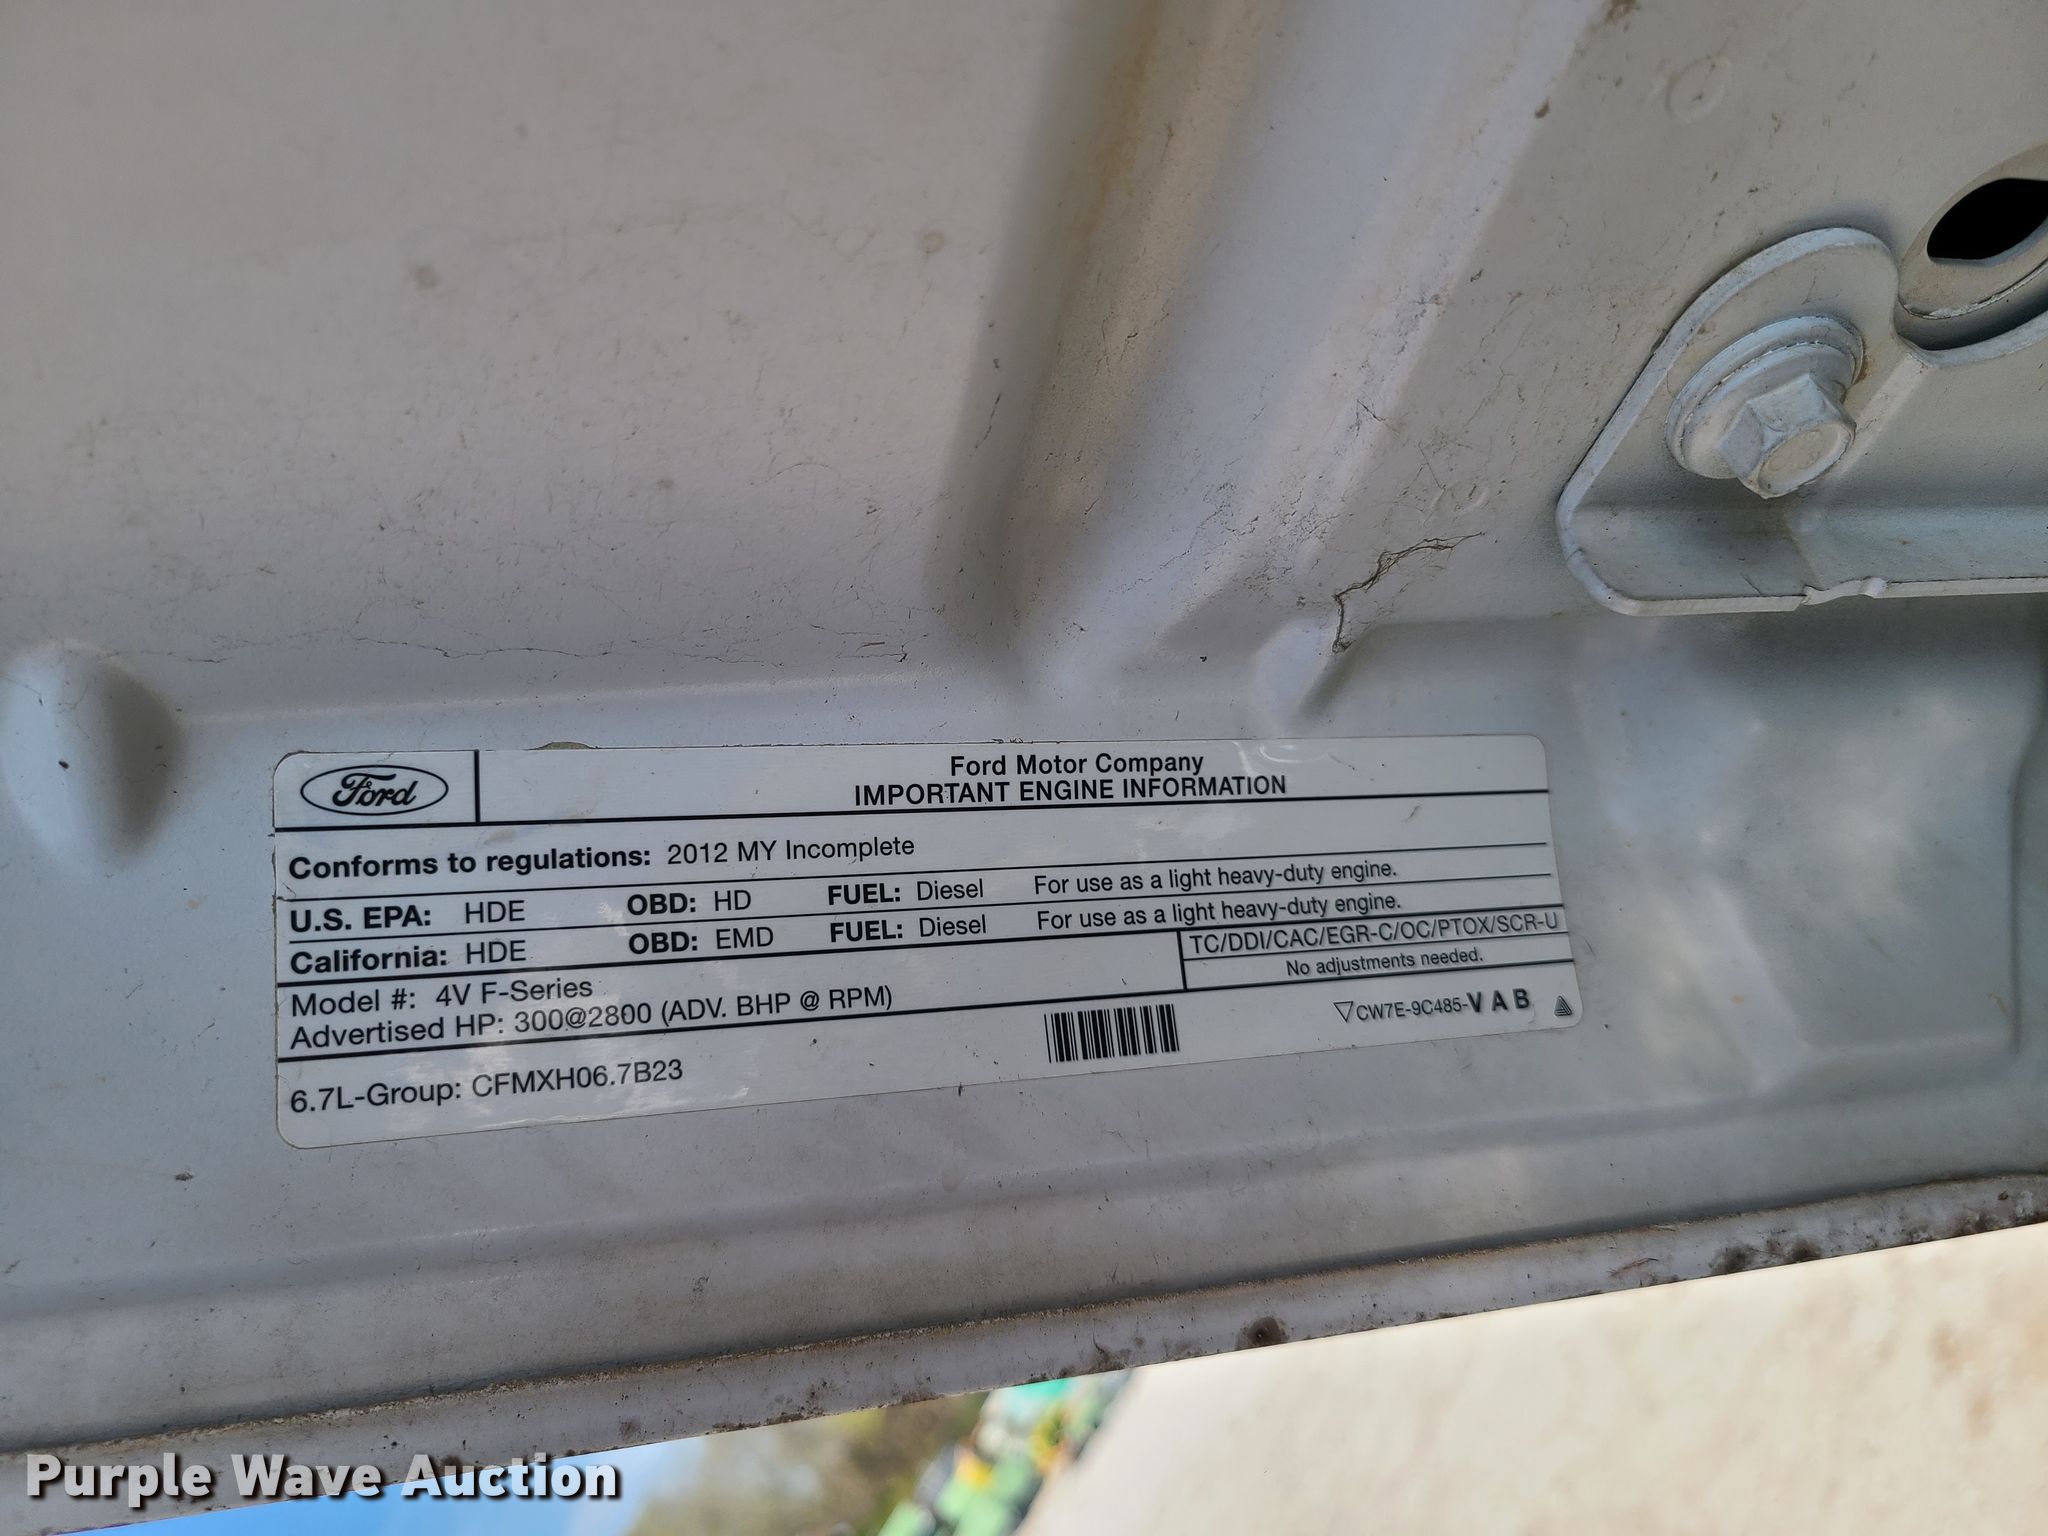 Ford
Ford Motor Company
IMPORTANT ENGINE INFORMATION
Conforms to regulations: 2012 MY Incomplete
U.S. EPA: HDE OBD: HD FUEL: Diesel For use as a light heavy-duty engine.
California: HDE OBD: EMD FUEL: Diesel For use as a light heavy-duty engine.
Model #: 4V F-Series
Advertised HP: 300@2800 (ADV. BHP @ RPM)
TC/DDI/CAC/EGR-C/OC/PTOX/SCR-U
No adjustments needed.
6.7L-Group: CFMXH06.7B23
CW7E-9C485-VAB
Purple Wave Auction